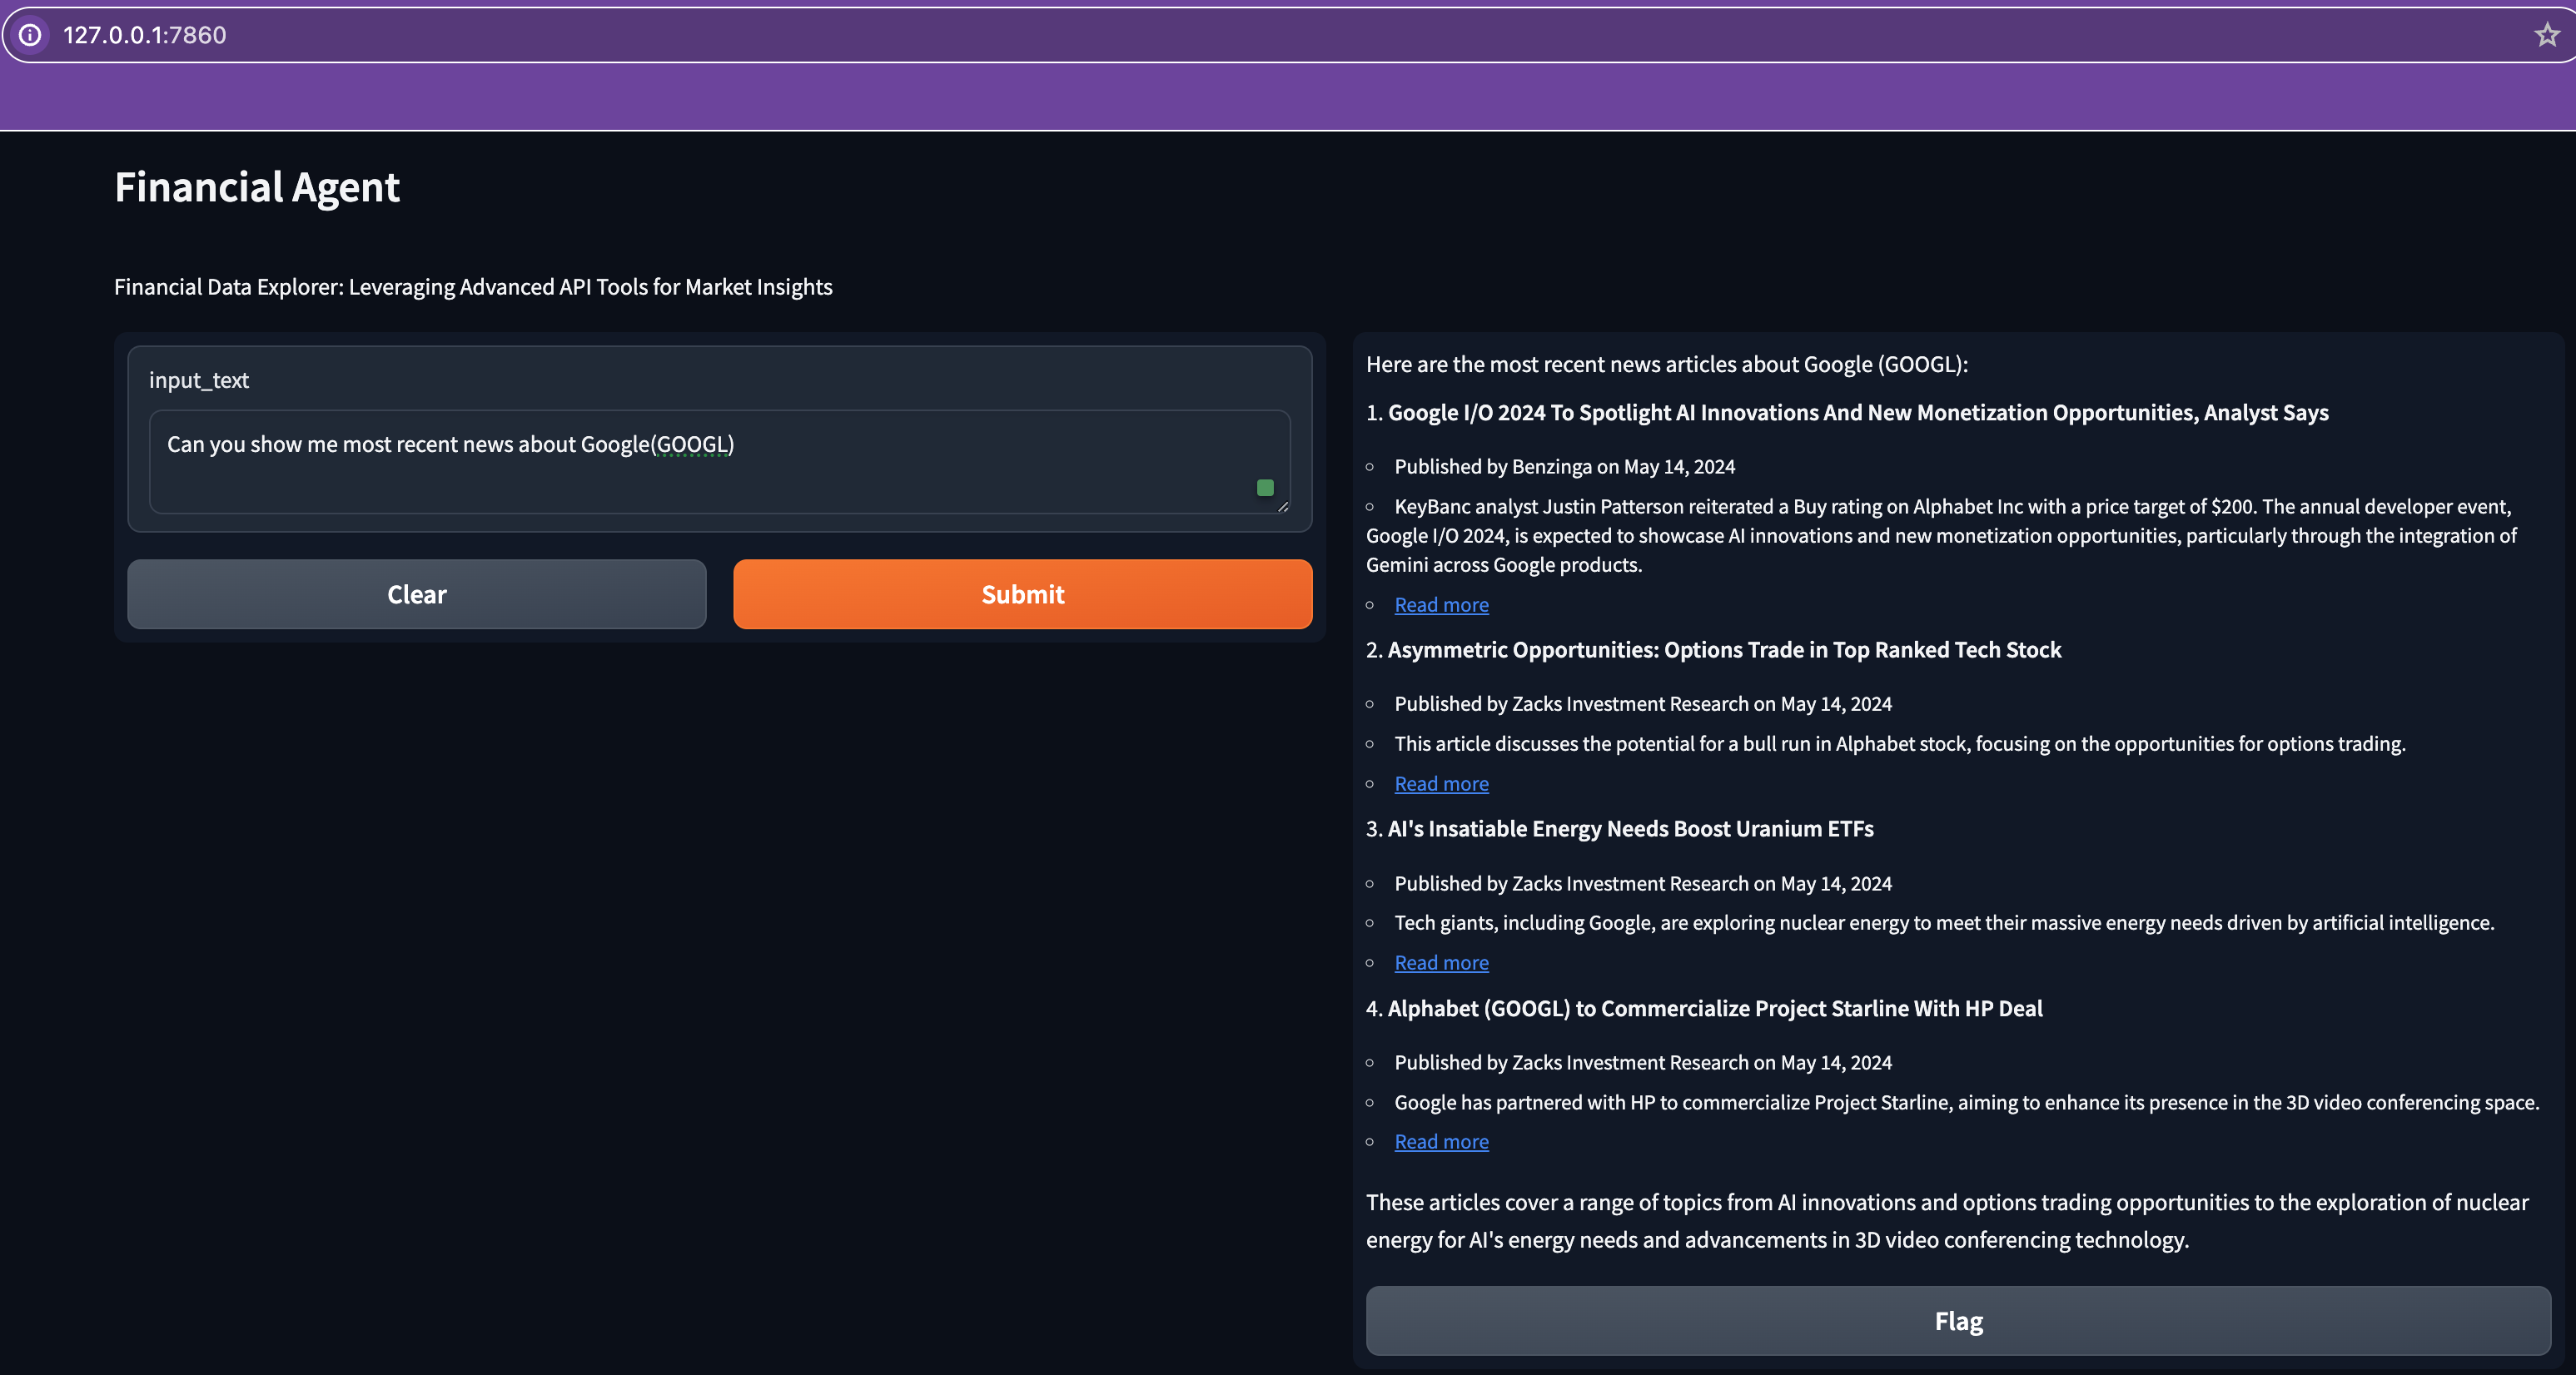 127.0.0.1:7860
Financial Agent
Financial Data Explorer: Leveraging Advanced API Tools for Market Insights
input_text
Can you show me most recent news about Google(GOOGL)
Clear
Submit
Here are the most recent news articles about Google (GOOGL):
1. Google I/O 2024 To Spotlight AI Innovations And New Monetization Opportunities, Analyst Says
Published by Benzinga on May 14, 2024
KeyBanc analyst Justin Patterson reiterated a Buy rating on Alphabet Inc with a price target of $200. The annual developer event,
Google I/O 2024, is expected to showcase AI innovations and new monetization opportunities, particularly through the integration of
Gemini across Google products.
Read more
2. Asymmetric Opportunities: Options Trade in Top Ranked Tech Stock
Published by Zacks Investment Research on May 14, 2024
This article discusses the potential for a bull run in Alphabet stock, focusing on the opportunities for options trading.
Read more
3. AI's Insatiable Energy Needs Boost Uranium ETFs
Published by Zacks Investment Research on May 14, 2024
Tech giants, including Google, are exploring nuclear energy to meet their massive energy needs driven by artificial intelligence.
Read more
4. Alphabet (GOOGL) to Commercialize Project Starline With HP Deal
Published by Zacks Investment Research on May 14, 2024
Google has partnered with HP to commercialize Project Starline, aiming to enhance its presence in the 3D video conferencing space.
Read more
These articles cover a range of topics from AI innovations and options trading opportunities to the exploration of nuclear
energy for AI's energy needs and advancements in 3D video conferencing technology.
Flag